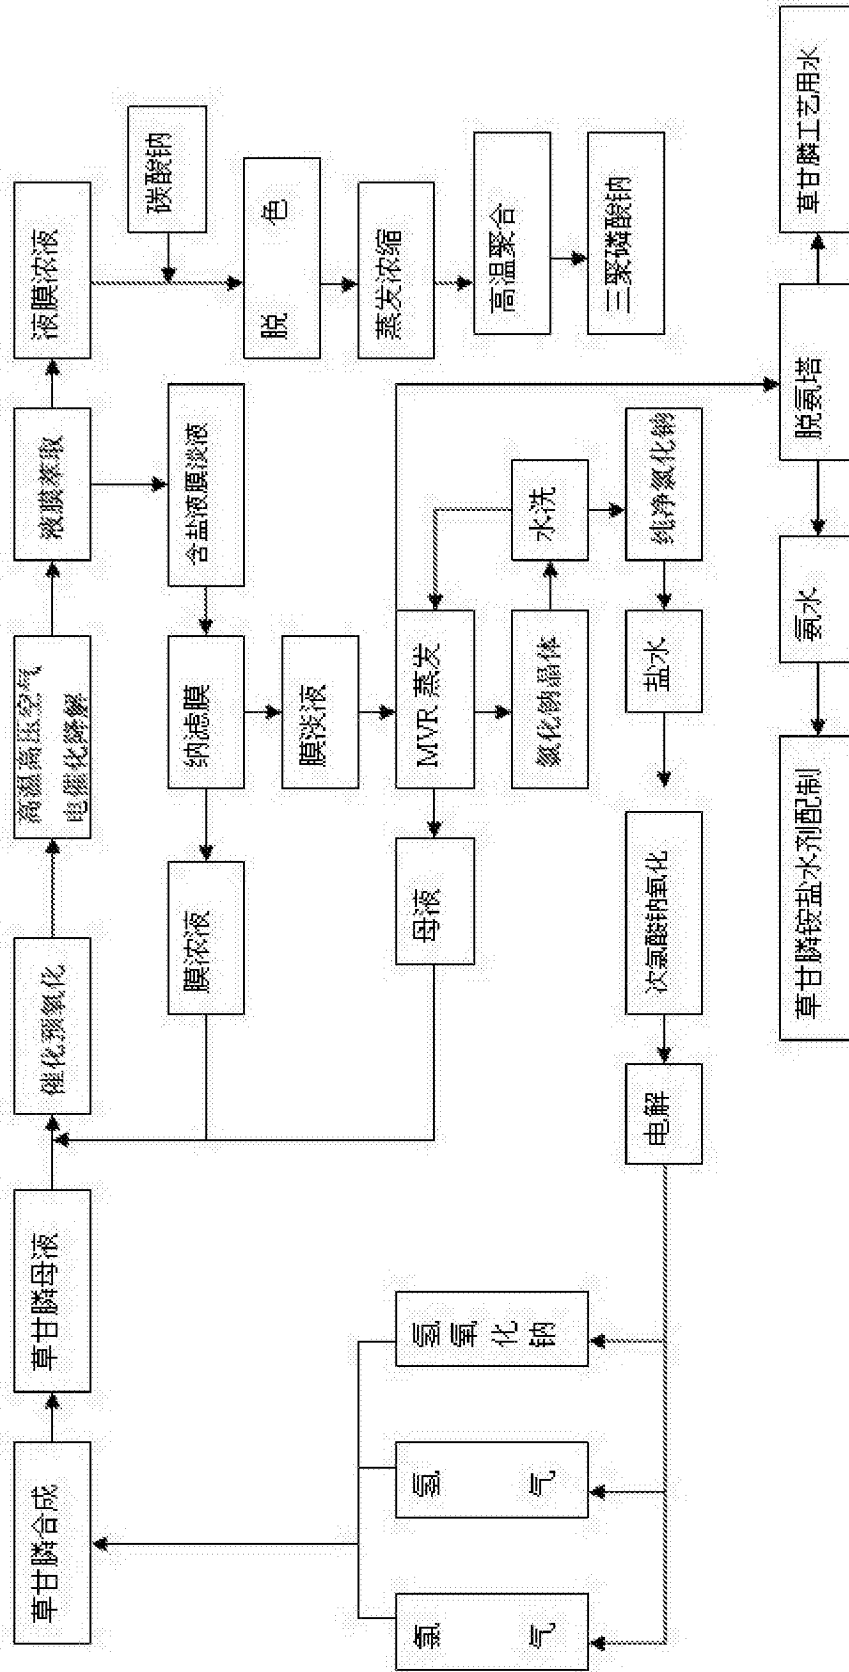 草甘膦合成
草甘膦母液
催化预氧化
高温高压空气
电催化降解
液膜萃取
液膜浓液
碳酸钠
脱 色
蒸发浓缩
高温聚合
三聚磷酸钠
含盐液膜淡液
纳滤膜
膜浓液
膜淡液
MVR 蒸发
母液
氯化钠晶体
水洗
纯净氯化钠
盐水
次氯酸钠氧化
电解
氢氧化钠
氢 气
氯 气
脱氨塔
草甘膦工艺用水
氨水
草甘膦铵盐水剂配制